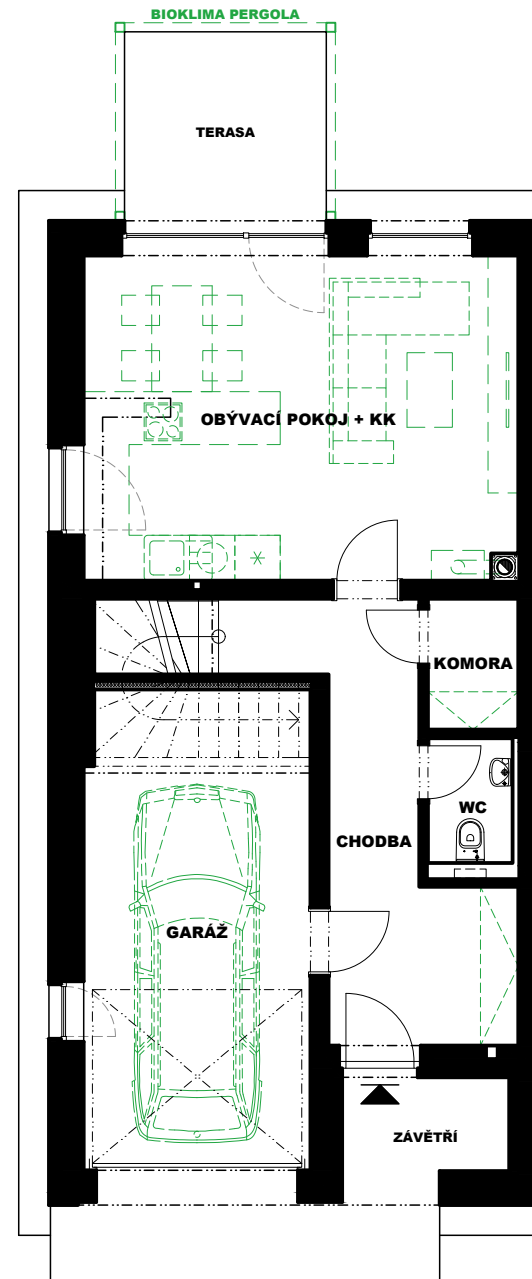 BIOKLIMA PERGOLA
TERASA
OBÝVACÍ POKOJ + KK
KOMORA
WC
CHODBA
GARÁŽ
ZÁVĚTŘÍ